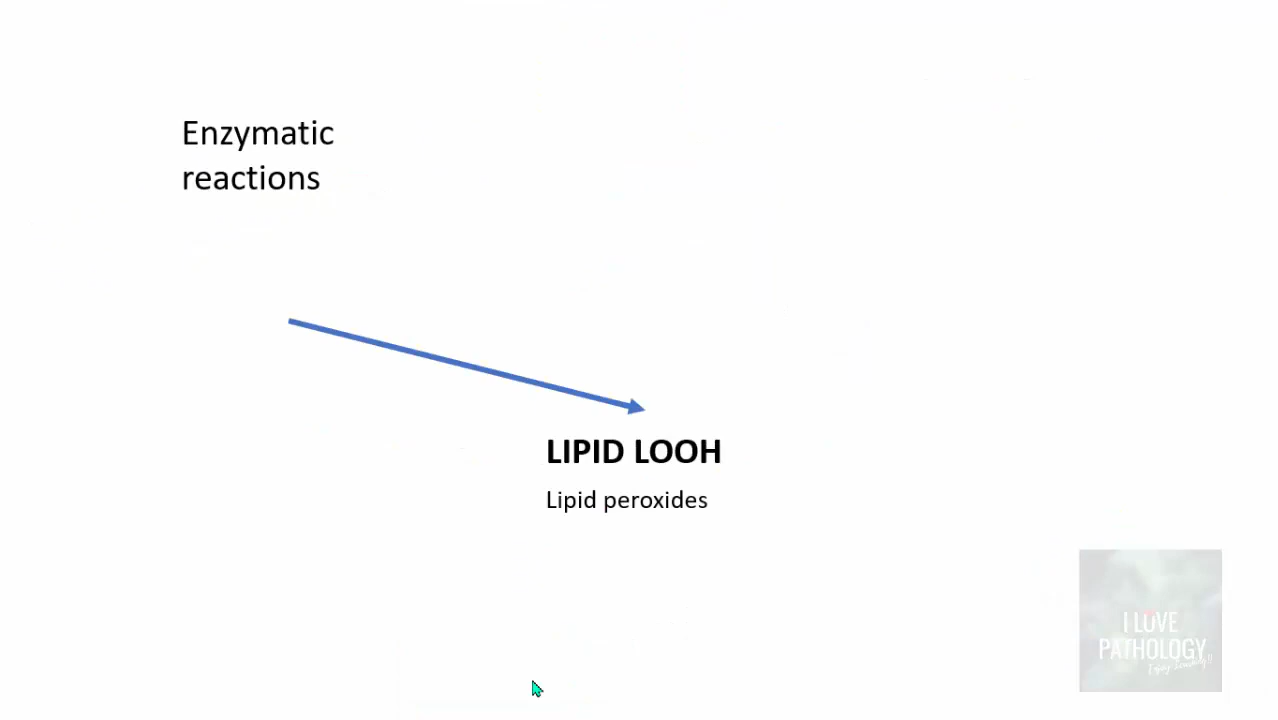 Enzymatic
reactions
LIPID LOOH
Lipid peroxides
I LOVE
PATHOLOGY